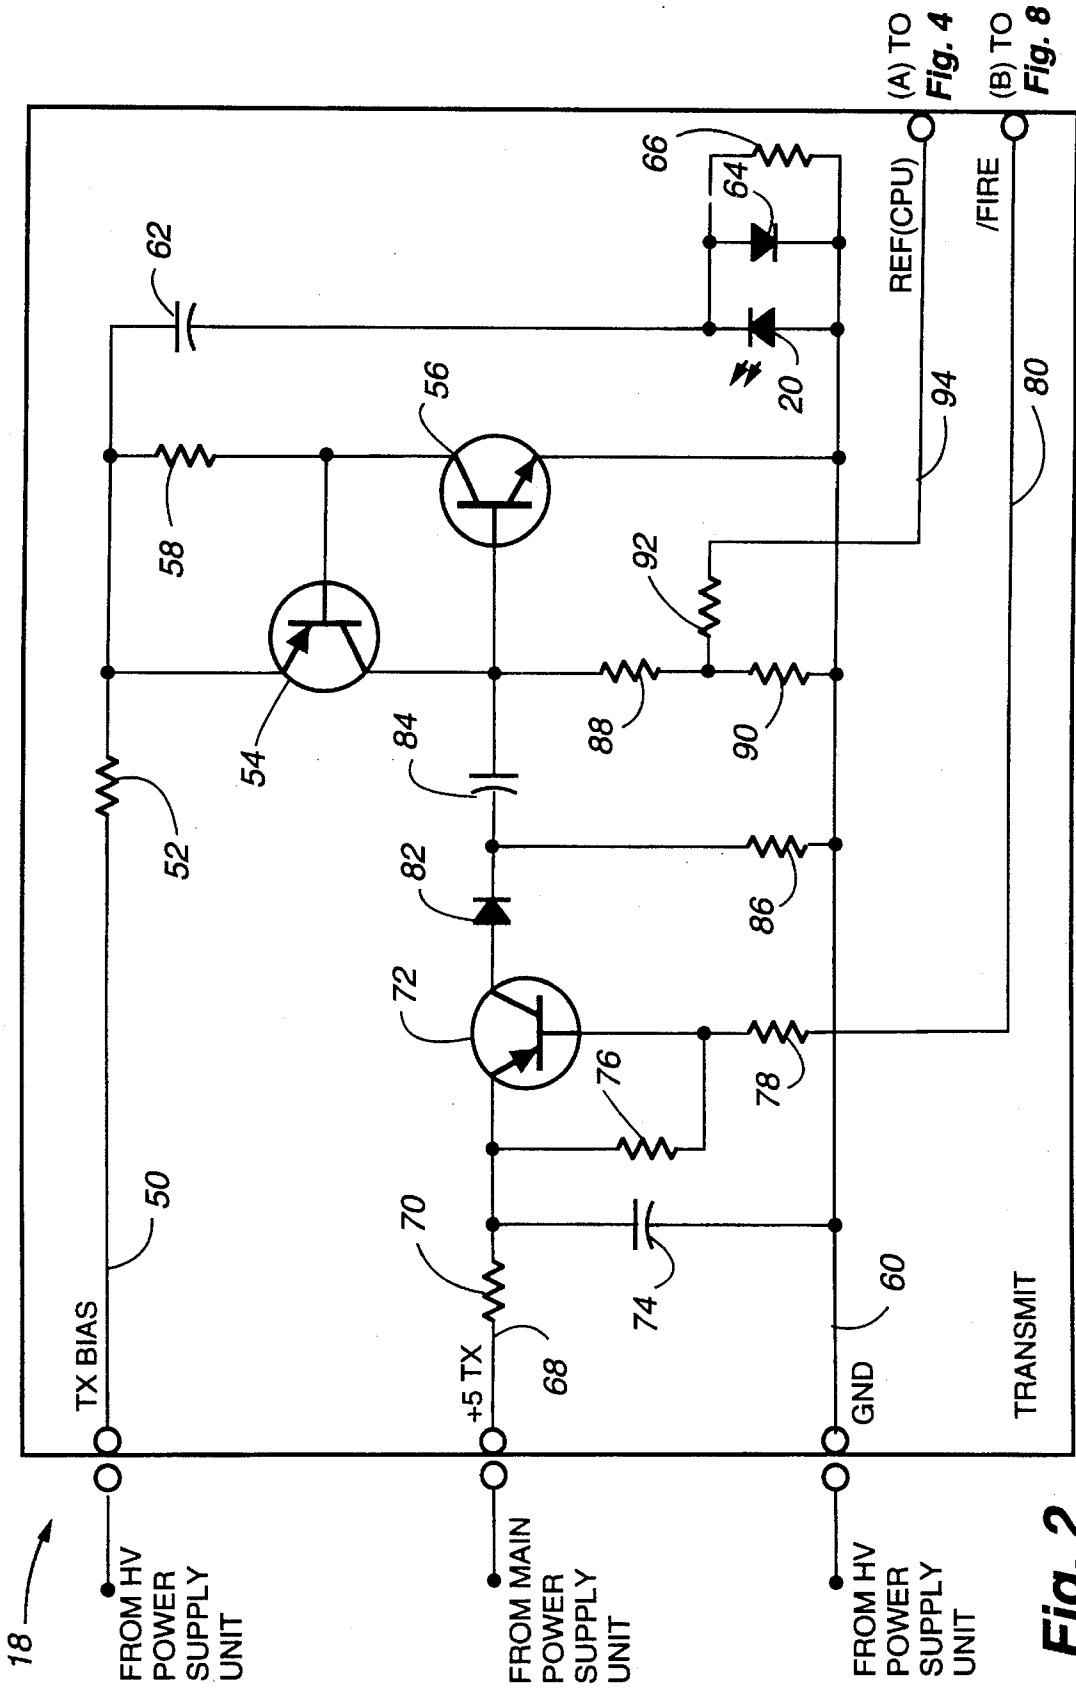 18
FROM HV
POWER
SUPPLY
UNIT
TX BIAS
50
52
54
58
62
FROM MAIN
POWER
SUPPLY
UNIT
+5 TX
68
70
72
82
84
56
66
64
20
74
76
78
86
88
90
92
94
80
FROM HV
POWER
SUPPLY
UNIT
GND
60
REF(CPU)
(A) TO
Fig. 4
TRANSMIT
/FIRE
(B) TO
Fig. 8
Fig. 2